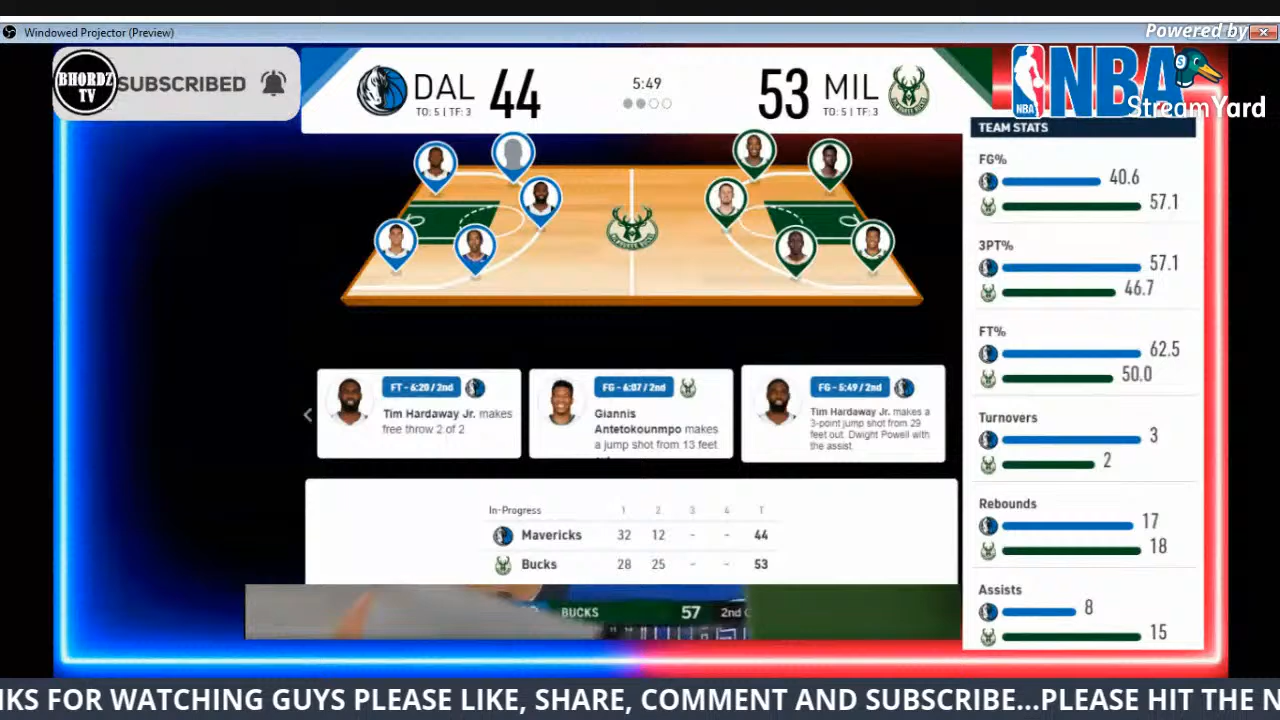 Windowed Projector (Preview)
Powered by
StreamYard
BHORDZ
TV
SUBSCRIBED
DAL
TO: 5 | TF: 3
44
5:49
53
MIL
TO: 5 | TF: 3
NBA
NBA
TEAM STATS
FG%
40.6
57.1
3PT%
57.1
46.7
FT%
62.5
50.0
Turnovers
3
2
Rebounds
17
18
Assists
8
15
FT - 6:20 / 2nd
Tim Hardaway Jr. makes
free throw 2 of 2
FG - 6:07 / 2nd
Giannis
Antetokounmpo makes
a jump shot from 13 feet
FG - 5:49 / 2nd
Tim Hardaway Jr. makes a
3-point jump shot from 29
feet out. Dwight Powell with
the assist
In-Progress 1 2 3 4 T
Mavericks 32 12 - - 44
Bucks 28 25 - - 53
BUCKS 57 2nd
NKS FOR WATCHING GUYS PLEASE LIKE, SHARE, COMMENT AND SUBSCRIBE...PLEASE HIT THE N